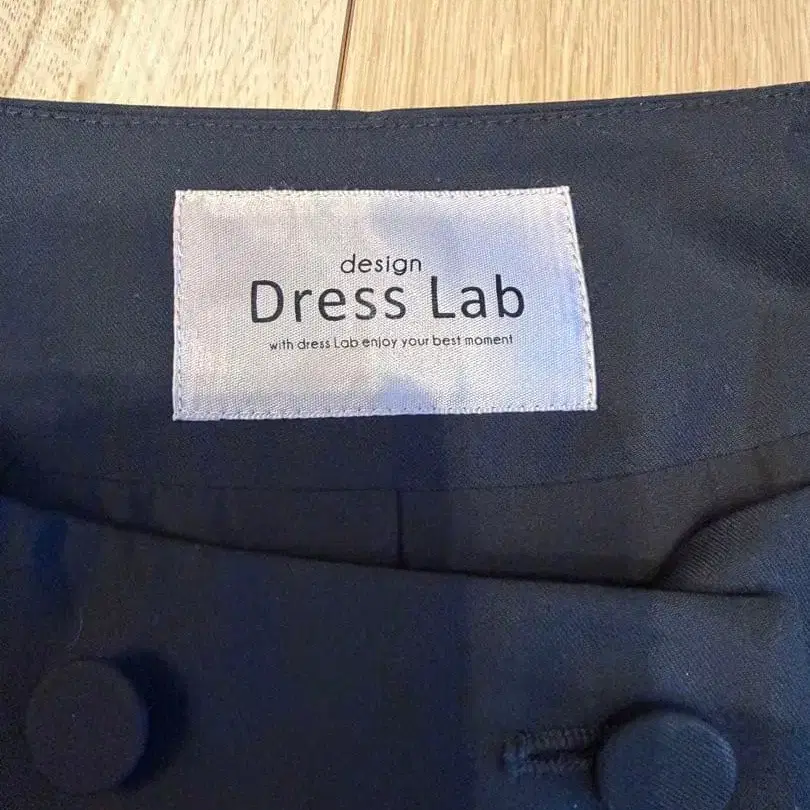 design
Dress Lab
with dress Lab enjoy your best moment